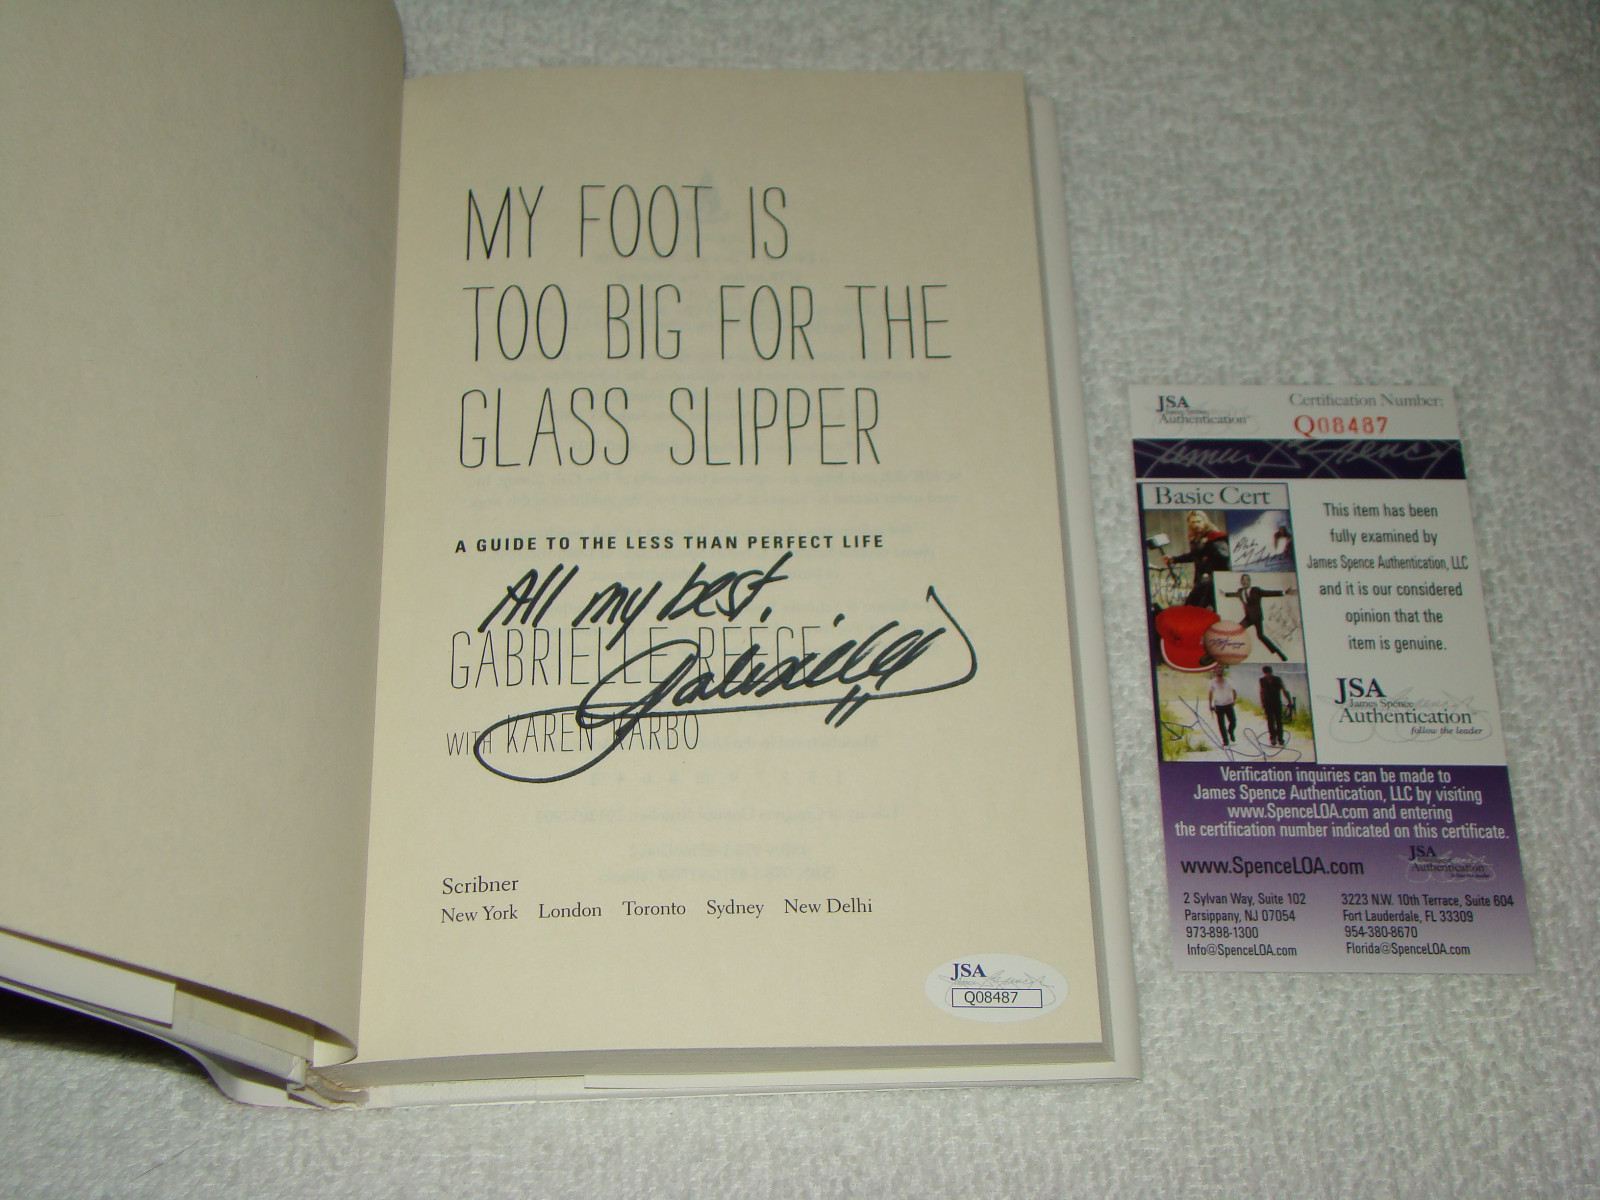 MY FOOT IS
TOO BIG FOR THE
GLASS SLIPPER
A GUIDE TO THE LESS THAN PERFECT LIFE
All my best,
GABRIELLE REECE
Gabrielle
WITH KAREN KARBO
Scribner
New York London Toronto Sydney New Delhi
JSA
Q08487
JSA
Authentication
Certification Number:
Q08487
Basic Cert
This item has been
fully examined by
James Spence Authentication, LLC
and it is our considered
opinion that the
item is genuine.
JSA
James Spence
Authentication
follow the leader
Verification inquiries can be made to
James Spence Authentication, LLC by visiting
www.SpenceLOA.com and entering
the certification number indicated on this certificate.
www.SpenceLOA.com
JSA
Authentication
2 Sylvan Way, Suite 102
Parsippany, NJ 07054
973-898-1300
Info@SpenceLOA.com
3223 N.W. 10th Terrace, Suite 604
Fort Lauderdale, FL 33309
954-380-8670
Florida@SpenceLOA.com